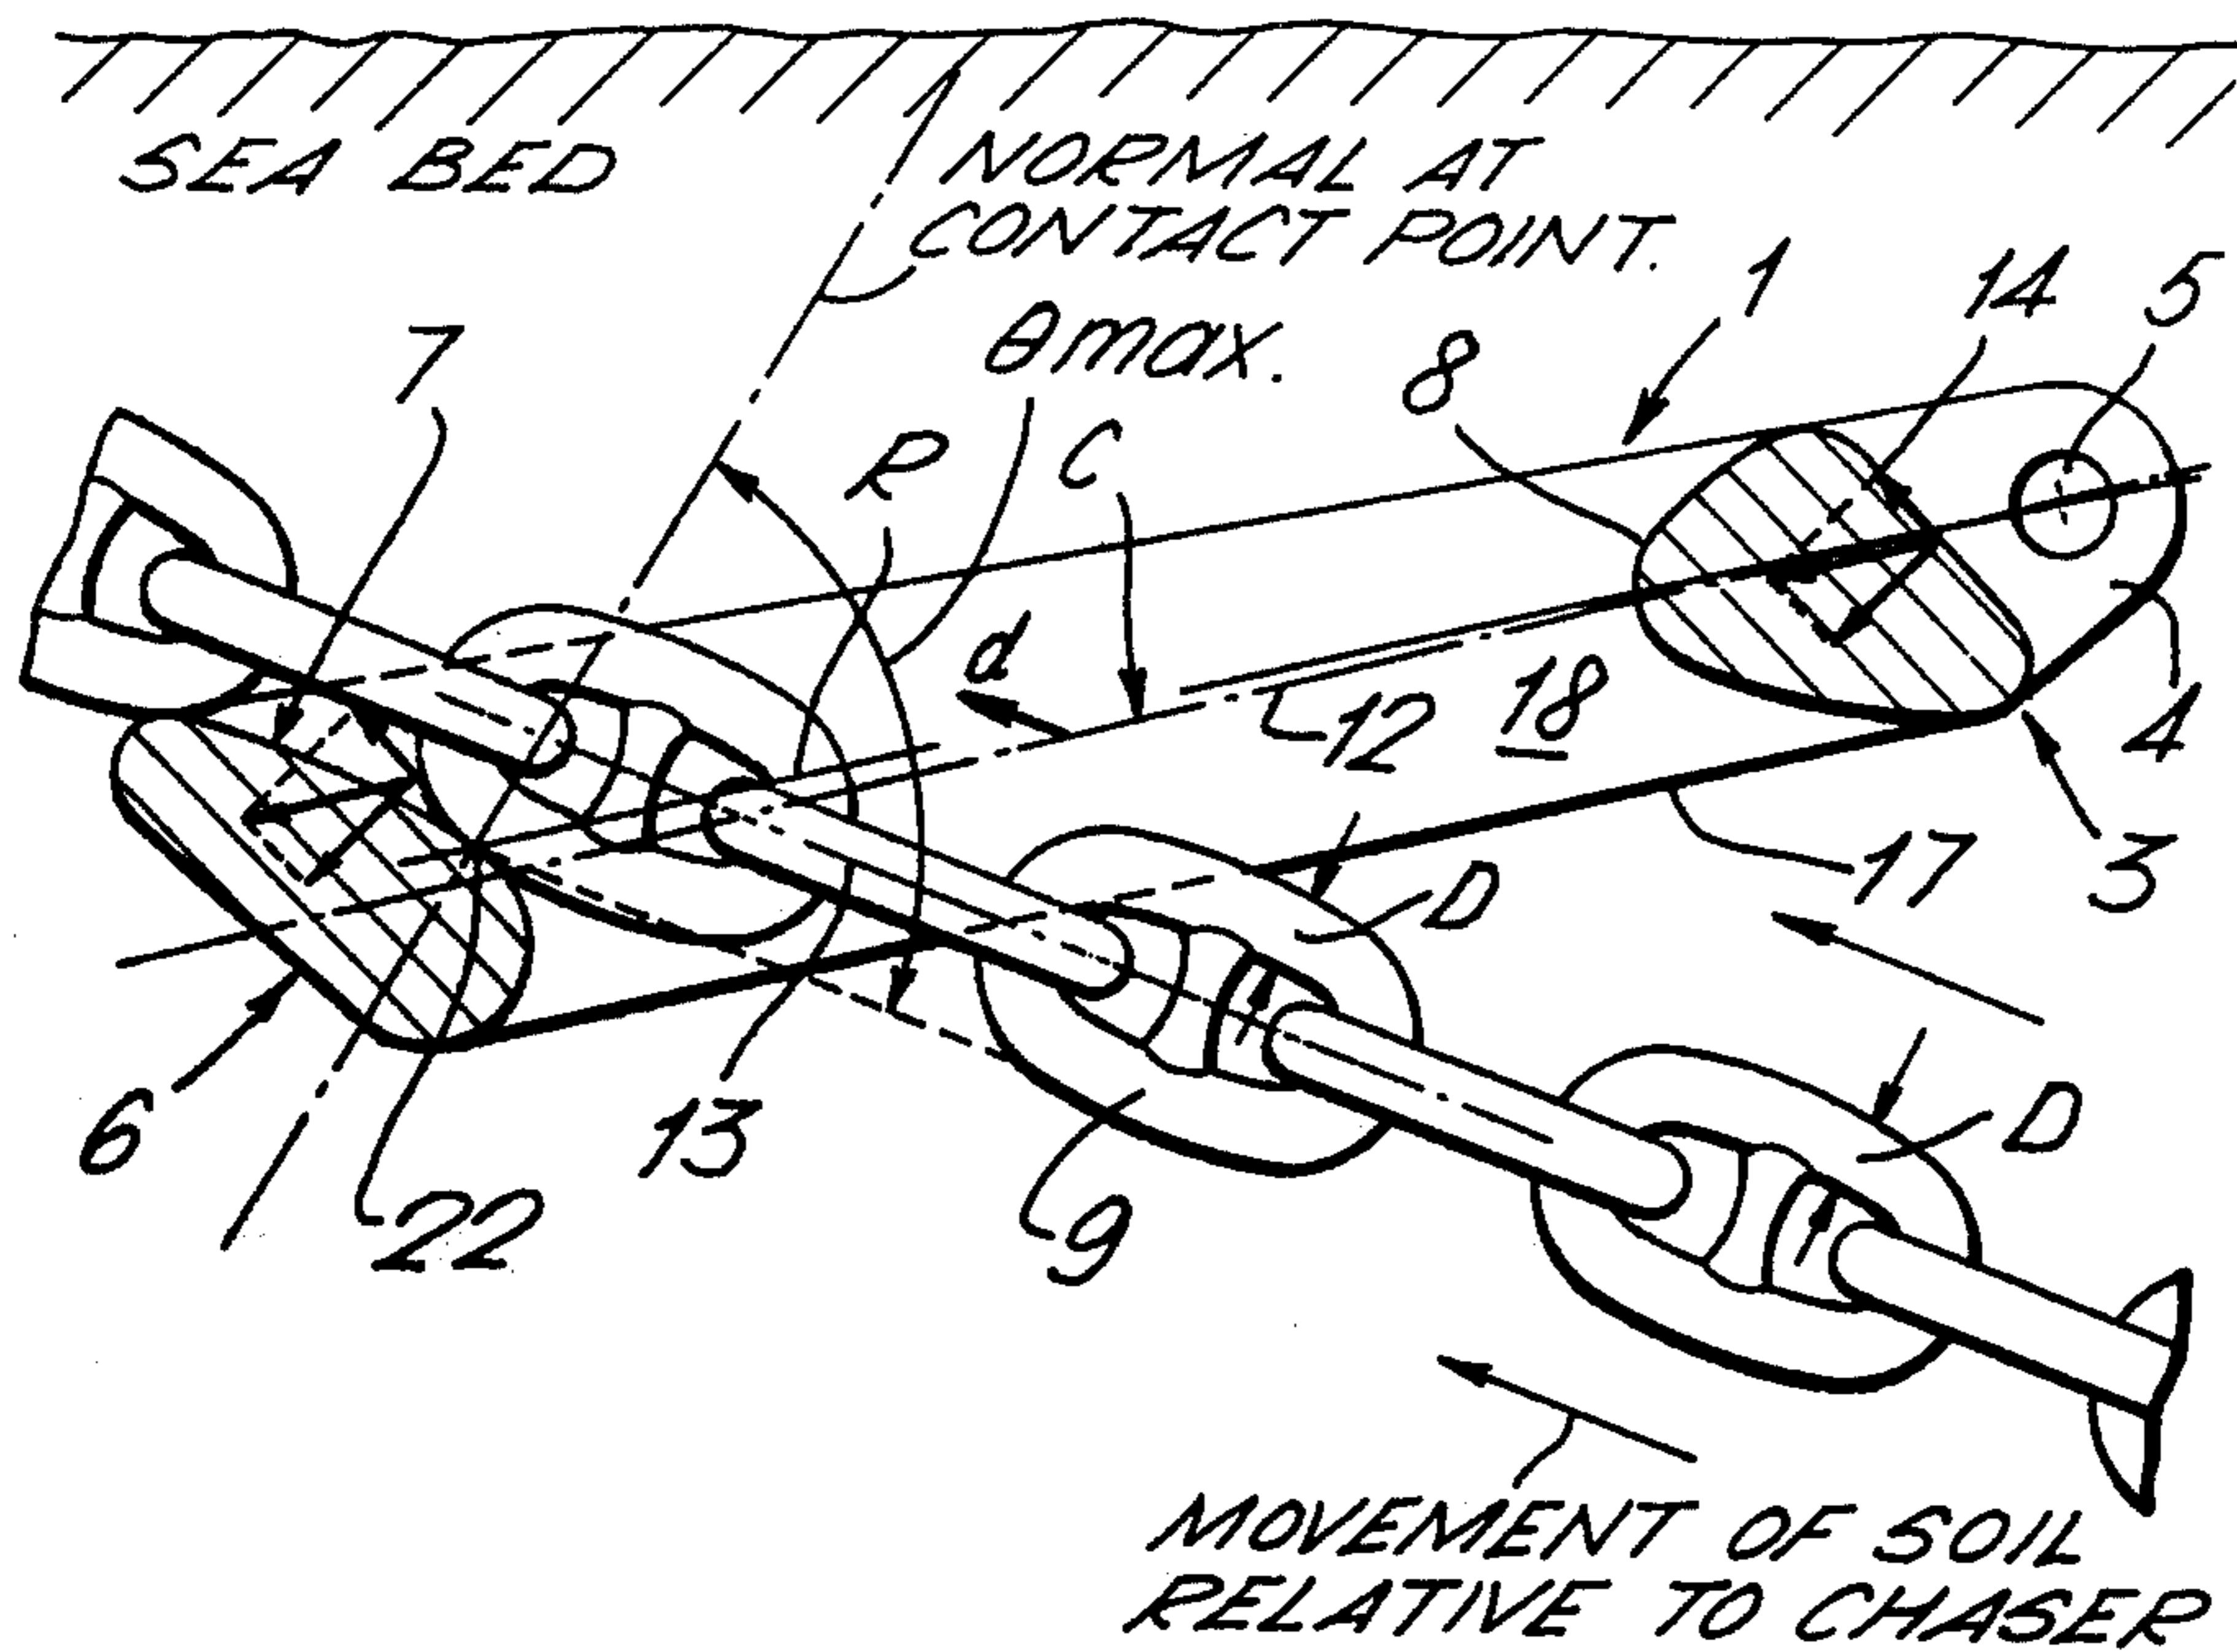 SEA BED
NORMAL AT
CONTACT POINT.
1
14
5
θmax.
7
8
R
C
d
12
18
4
D
17
3
6
13
22
9
D
MOVEMENT OF SOIL
RELATIVE TO CHASER